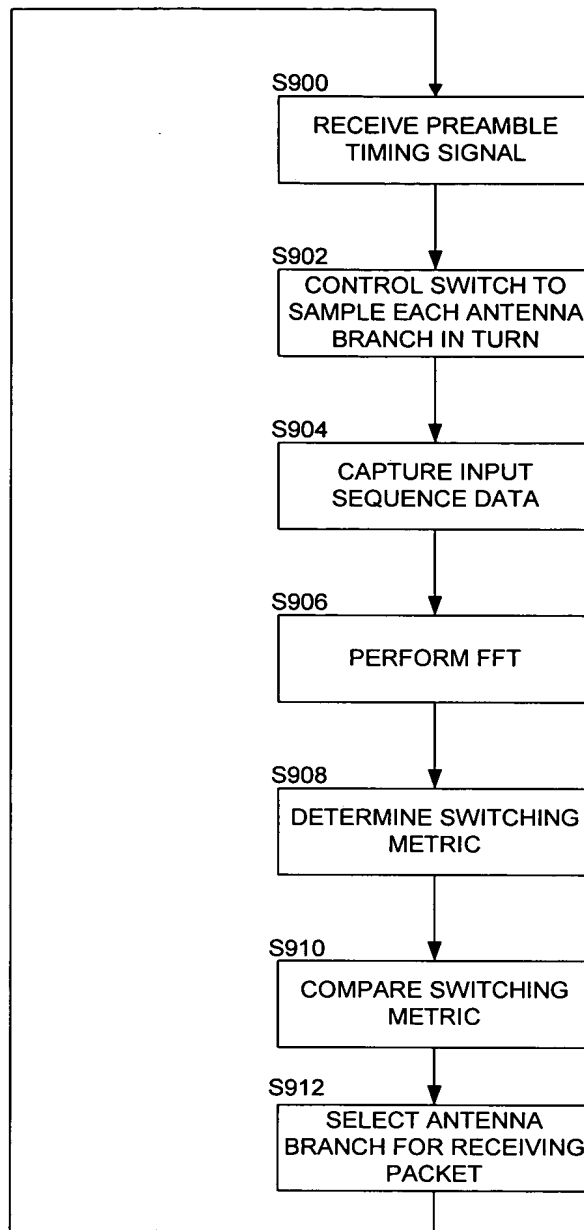 S900
RECEIVE PREAMBLE
TIMING SIGNAL
S902
CONTROL SWITCH TO
SAMPLE EACH ANTENNA
BRANCH IN TURN
S904
CAPTURE INPUT
SEQUENCE DATA
S906
PERFORM FFT
S908
DETERMINE SWITCHING
METRIC
S910
COMPARE SWITCHING
METRIC
S912
SELECT ANTENNA
BRANCH FOR RECEIVING
PACKET